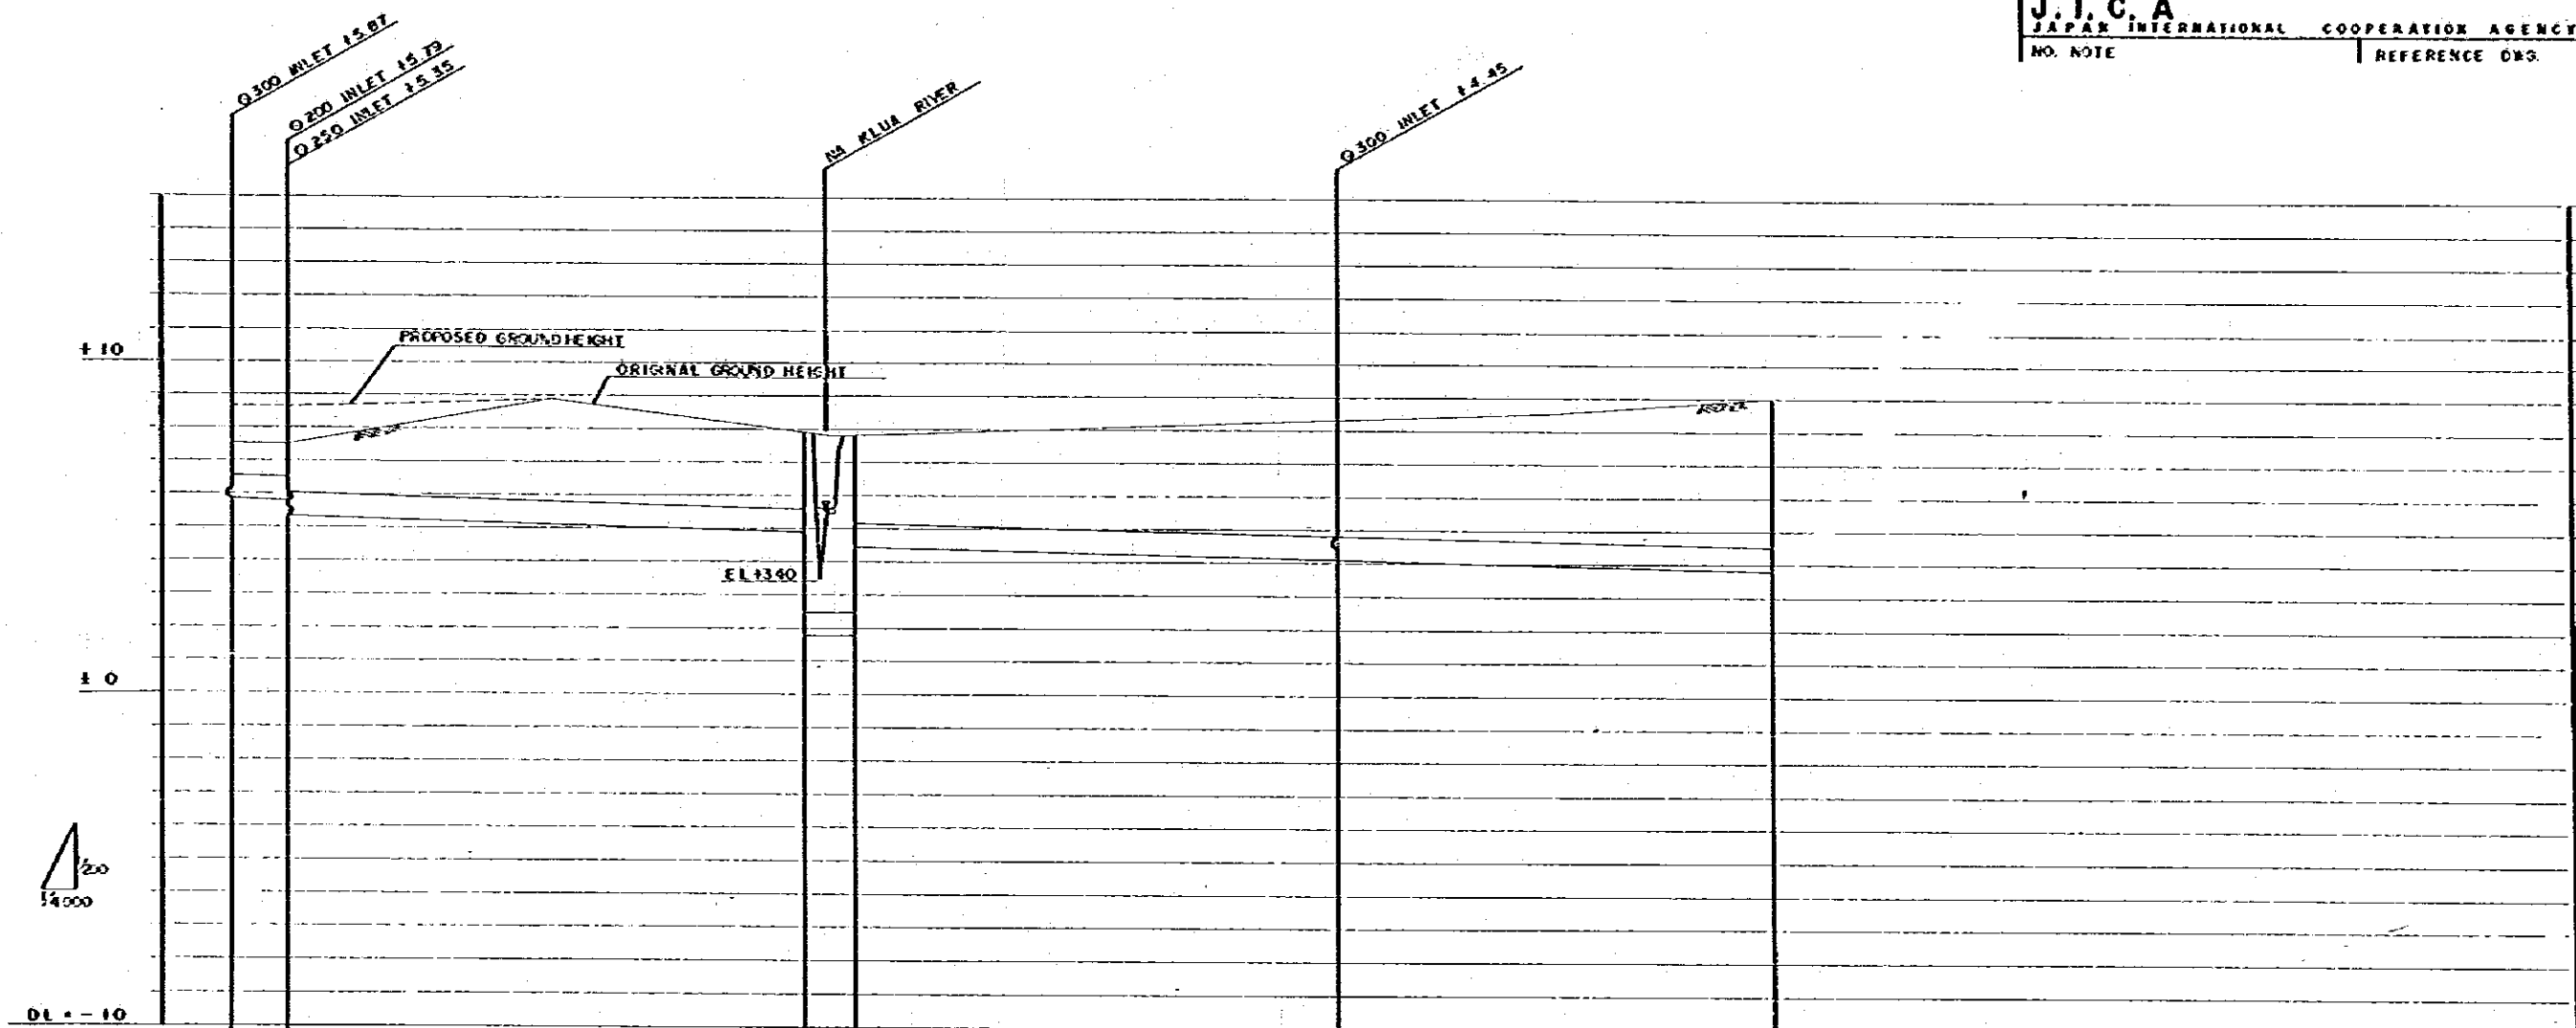 J. I. C. A
JAPAN INTERNATIONAL COOPERATION AGENCY
NO. NOTE
REFERENCE DWG.
Ø300 INLET +5.87
Ø200 INLET +5.79
Ø250 INLET +5.35
NA KLUA RIVER
Ø300 INLET +4.45
+10
PROPOSED GROUND HEIGHT
ORIGINAL GROUND HEIGHT
EL+3.40
± 0
1/200
1/4000
DL = -10